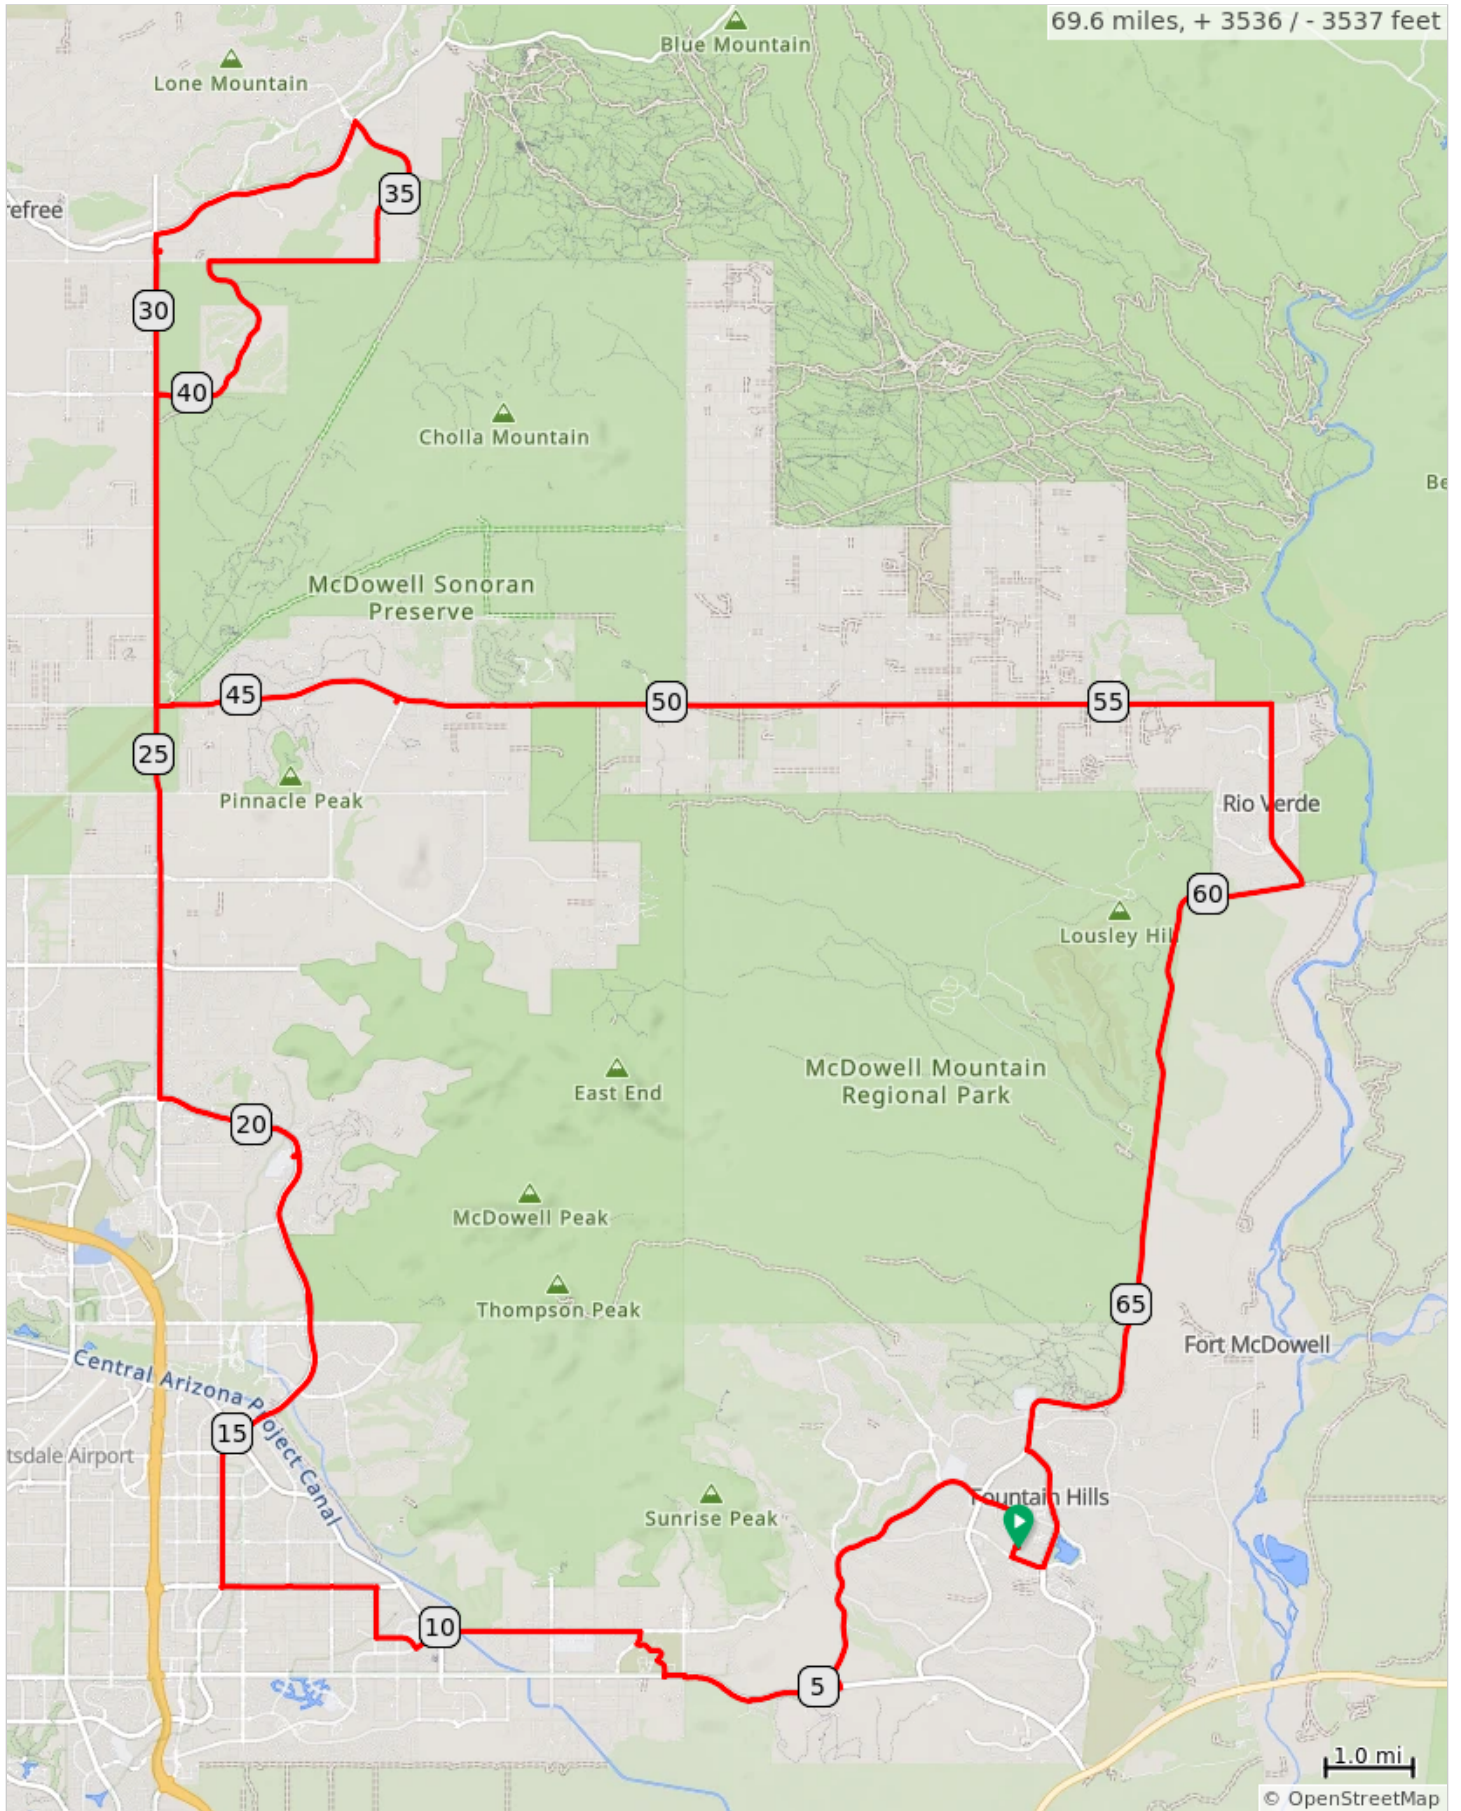 69.6 miles, + 3536 / - 3537 feet
Blue Mountain
Lone Mountain
35
refree
30
40
Cholla Mountain
Be
McDowell Sonoran
Preserve
45
50
55
25
Pinnacle Peak
Rio Verde
60
Lousley Hill
McDowell Mountain
Regional Park
East End
20
McDowell Peak
Thompson Peak
65
Fort McDowell
Central Arizona Project Canal
15
tsdale Airport
Fountain Hills
Sunrise Peak
10
5
1.0 mi
© OpenStreetMap